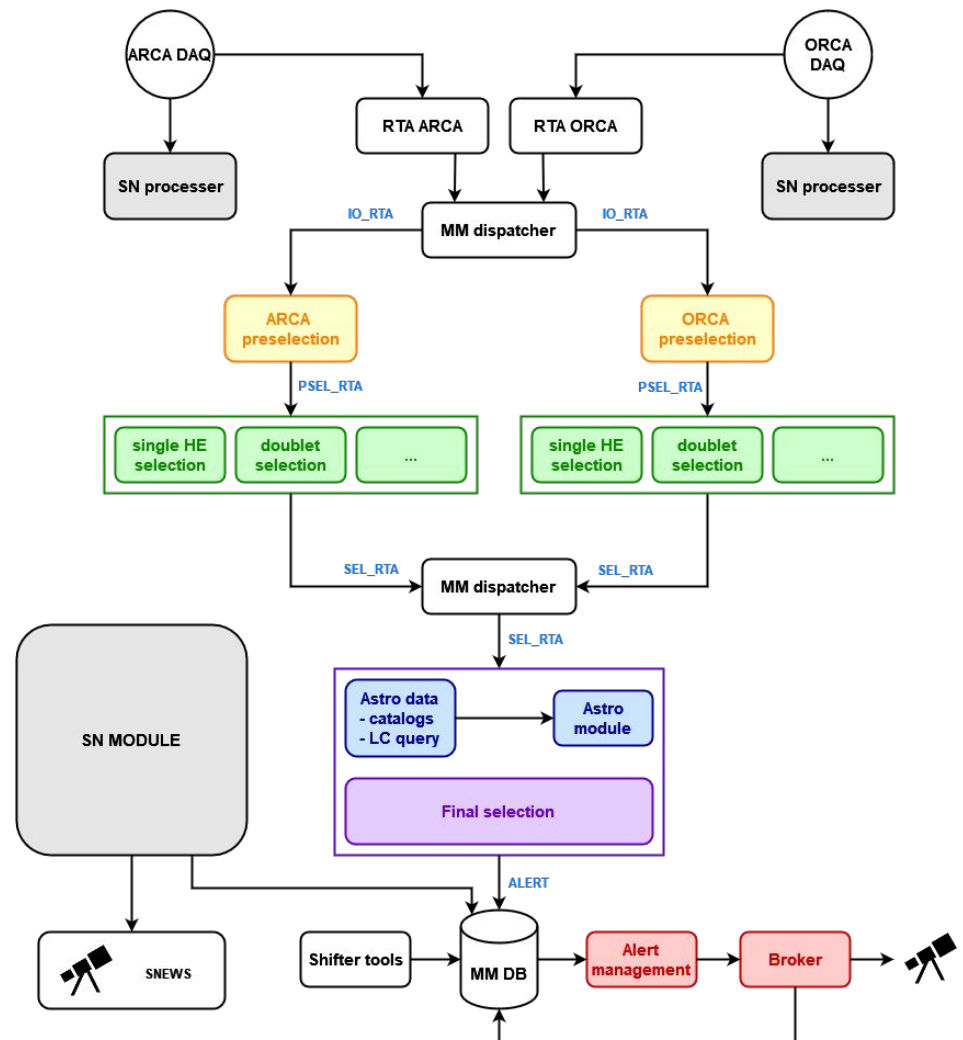 ARCA DAQ
ORCA
DAQ
RTA ARCA
RTA ORCA
SN processer
SN processer
IO_RTA
MM dispatcher
IO_RTA
ARCA
preselection
ORCA
preselection
PSEL_RTA
PSEL_RTA
single HE
selection
doublet
selection
...
single HE
selection
doublet
selection
...
SEL_RTA
MM dispatcher
SEL_RTA
SEL_RTA
SN MODULE
Astro data
- catalogs
- LC query
Astro
module
Final selection
ALERT
SNEWS
Shifter tools
MM DB
Alert
management
Broker